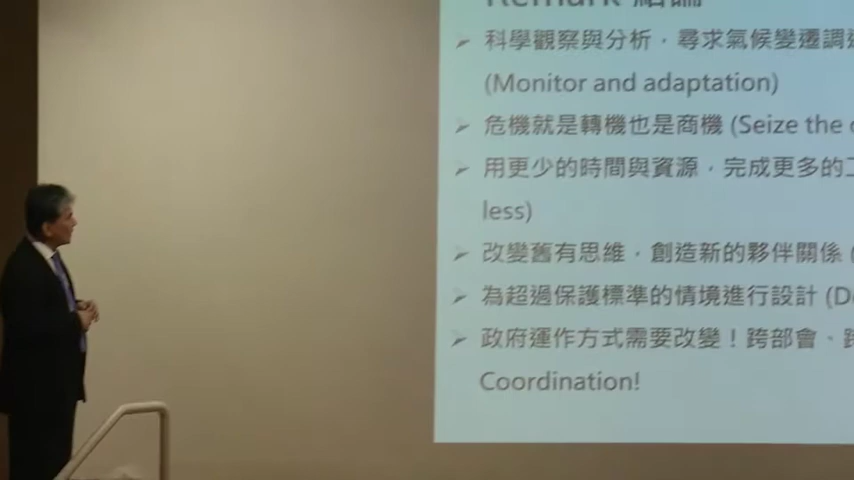 Remark 結論
➢ 科學觀察與分析，尋求氣候變遷調
(Monitor and adaptation)
➢ 危機就是轉機也是商機 (Seize the
➢ 用更少的時間與資源，完成更多的
less)
➢ 改變舊有思維，創造新的夥伴關係 (
➢ 為超過保護標準的情境進行設計 (D
➢ 政府運作方式需要改變！跨部會、
Coordination!